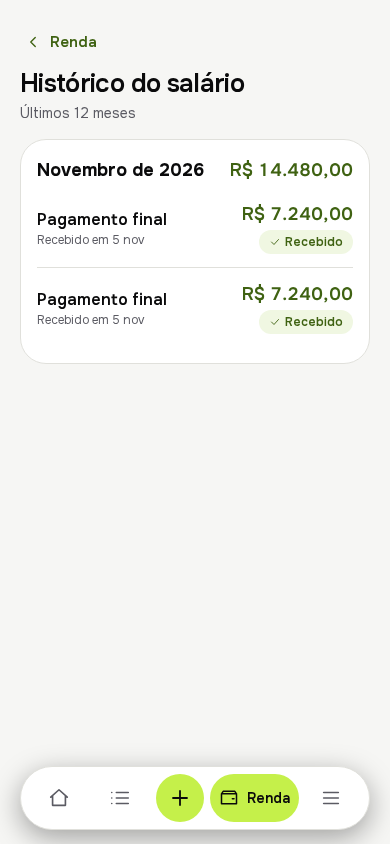 Renda
Histórico do salário
Últimos 12 meses
Novembro de 2026 R$ 14.480,00
Pagamento final R$ 7.240,00
Recebido em 5 nov Recebido
Pagamento final R$ 7.240,00
Recebido em 5 nov Recebido
Renda